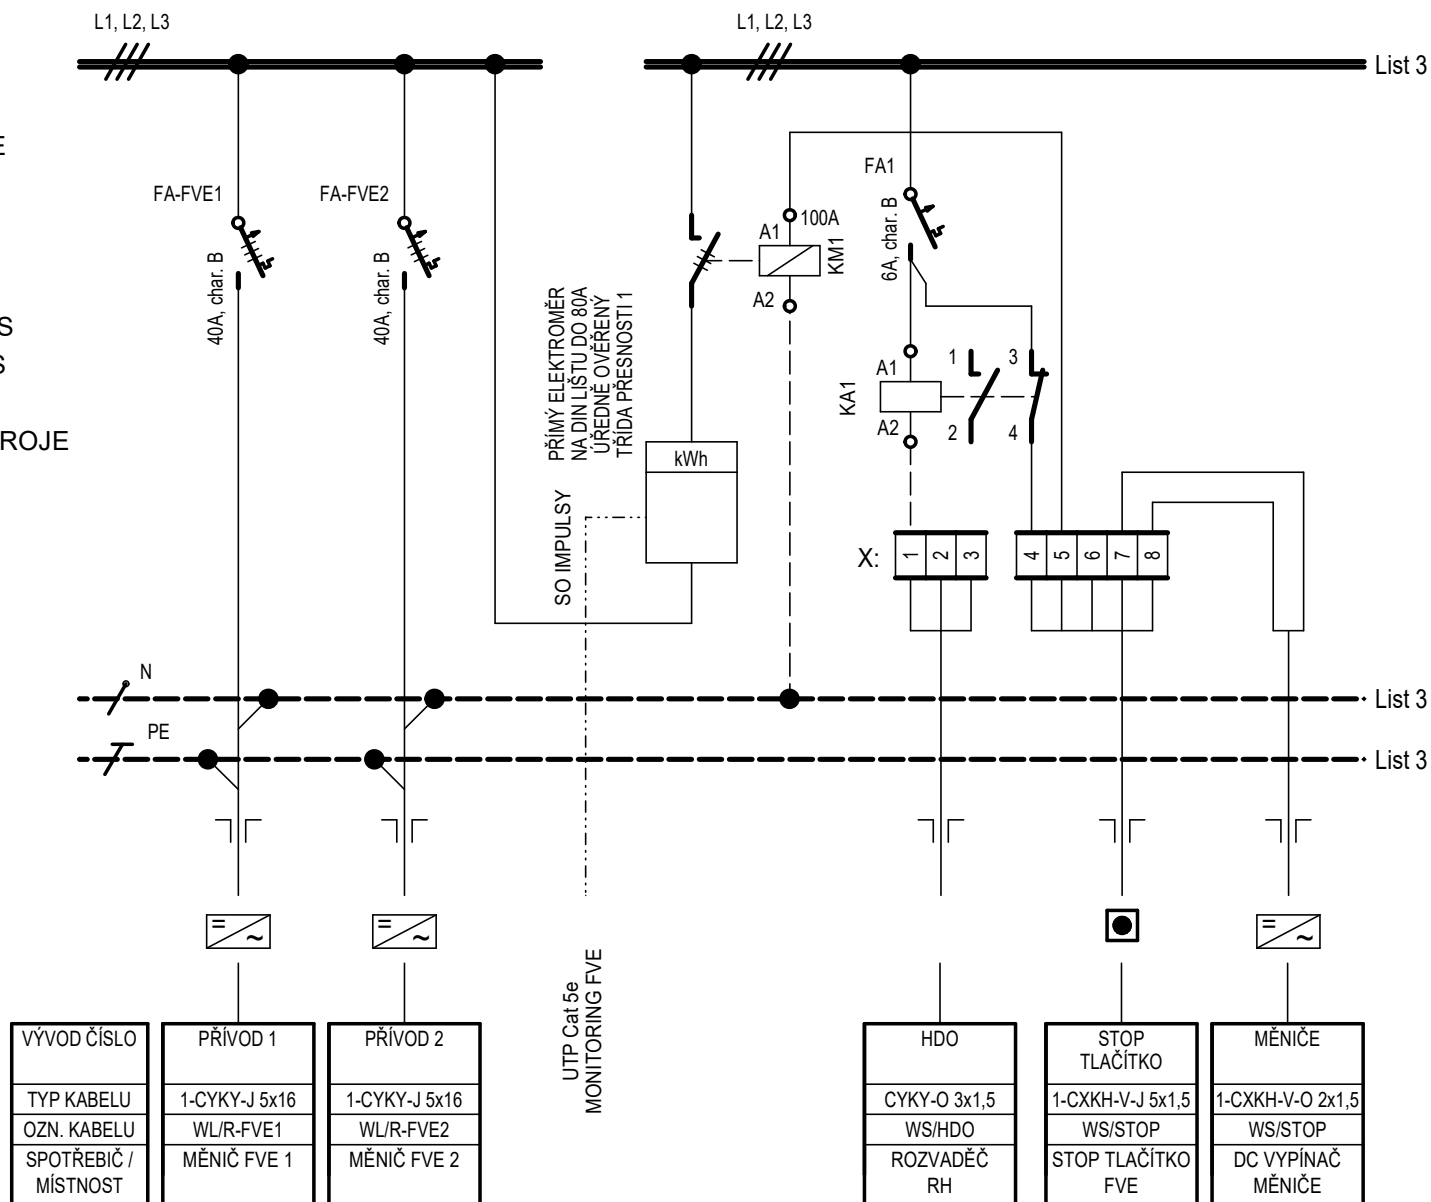 L1, L2, L3
L1, L2, L3
List 3
E
FA-FVE1
FA-FVE2
FA1
40A, char. B
40A, char. B
6A, char. B
A1
100A
KM1
A2
S
S
ROJE
PŘÍMÝ ELEKTROMĚR
NA DIN LIŠTU DO 80A
ÚŘEDNĚ OVĚŘENÝ
TŘÍDA PŘESNOSTI 1
A1
KA1
A2
1
2
3
4
kWh
SO IMPULSY
X:
1
2
3
4
5
6
7
8
N
List 3
PE
List 3
=
~
=
~
=
~
UTP Cat 5e
MONITORING FVE
VÝVOD ČÍSLO
PŘÍVOD 1
PŘÍVOD 2
HDO
STOP
TLAČÍTKO
MĚNIČE
TYP KABELU
1-CYKY-J 5x16
1-CYKY-J 5x16
CYKY-O 3x1,5
1-CXKH-V-J 5x1,5
1-CXKH-V-O 2x1,5
OZN. KABELU
WL/R-FVE1
WL/R-FVE2
WS/HDO
WS/STOP
WS/STOP
SPOTŘEBIČ /
MÍSTNOST
MĚNIČ FVE 1
MĚNIČ FVE 2
ROZVADĚČ
RH
STOP TLAČÍTKO
FVE
DC VYPÍNAČ
MĚNIČE